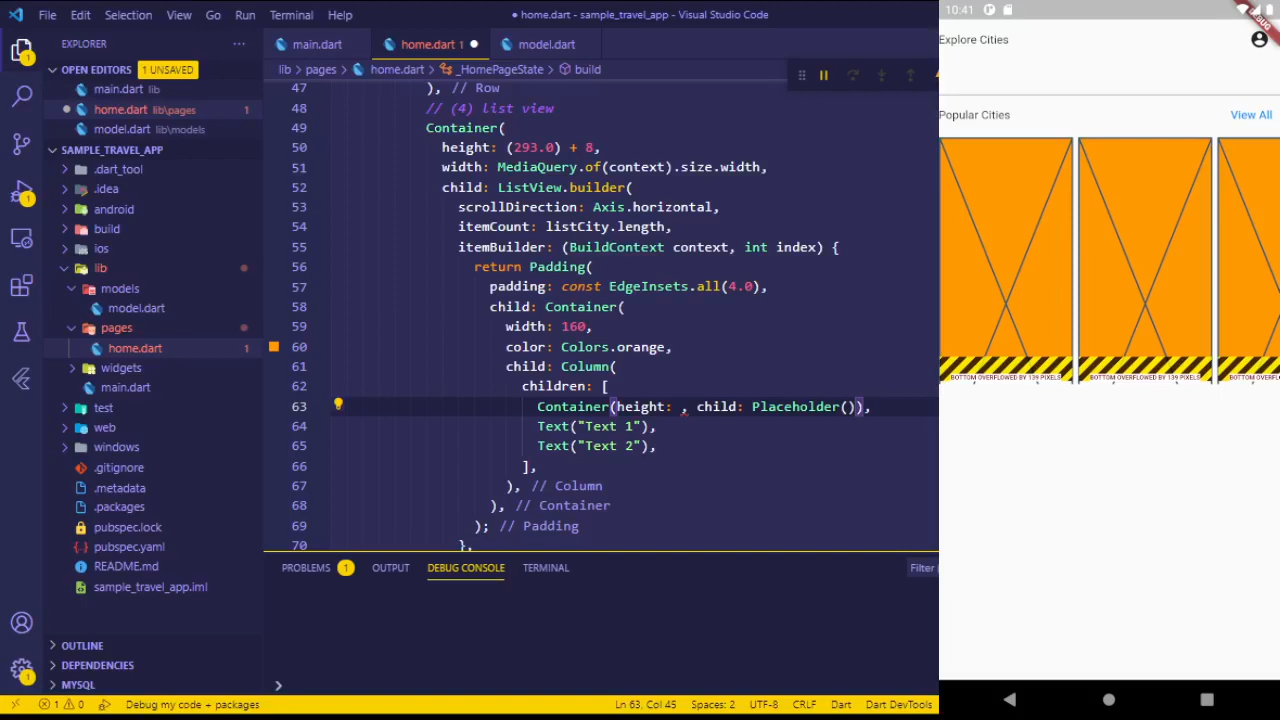 File Edit Selection View Go Run Terminal Help
● home.dart - sample_travel_app - Visual Studio Code
EXPLORER
OPEN EDITORS 1 UNSAVED
main.dart lib
home.dart lib\pages 1
model.dart lib\models
SAMPLE_TRAVEL_APP
.dart_tool
.idea
android
build
ios
lib
models
model.dart
pages
home.dart 1
widgets
main.dart
test
web
windows
.gitignore
.metadata
.packages
pubspec.lock
pubspec.yaml
README.md
sample_travel_app.iml
OUTLINE
DEPENDENCIES
MYSQL
main.dart home.dart 1 model.dart
lib > pages > home.dart > _HomePageState > build
47 ), // Row
48 // (4) list view
49 Container(
50 height: (293.0) + 8,
51 width: MediaQuery.of(context).size.width,
52 child: ListView.builder(
53 scrollDirection: Axis.horizontal,
54 itemCount: listCity.length,
55 itemBuilder: (BuildContext context, int index) {
56 return Padding(
57 padding: const EdgeInsets.all(4.0),
58 child: Container(
59 width: 160,
60 color: Colors.orange,
61 child: Column(
62 children: [
63 Container(height: , child: Placeholder()),
64 Text("Text 1"),
65 Text("Text 2"),
66 ],
67 ), // Column
68 ), // Container
69 ); // Padding
70 },
PROBLEMS 1 OUTPUT DEBUG CONSOLE TERMINAL Filter
1 0 Debug my code + packages
Ln 63, Col 45 Spaces: 2 UTF-8 CRLF Dart Dart DevTools
10:41
DEBUG
Explore Cities
Popular Cities View All
BOTTOM OVERFLOWED BY 139 PIXELS
BOTTOM OVERFLOWED BY 139 PIXELS
BOTTOM OVERF